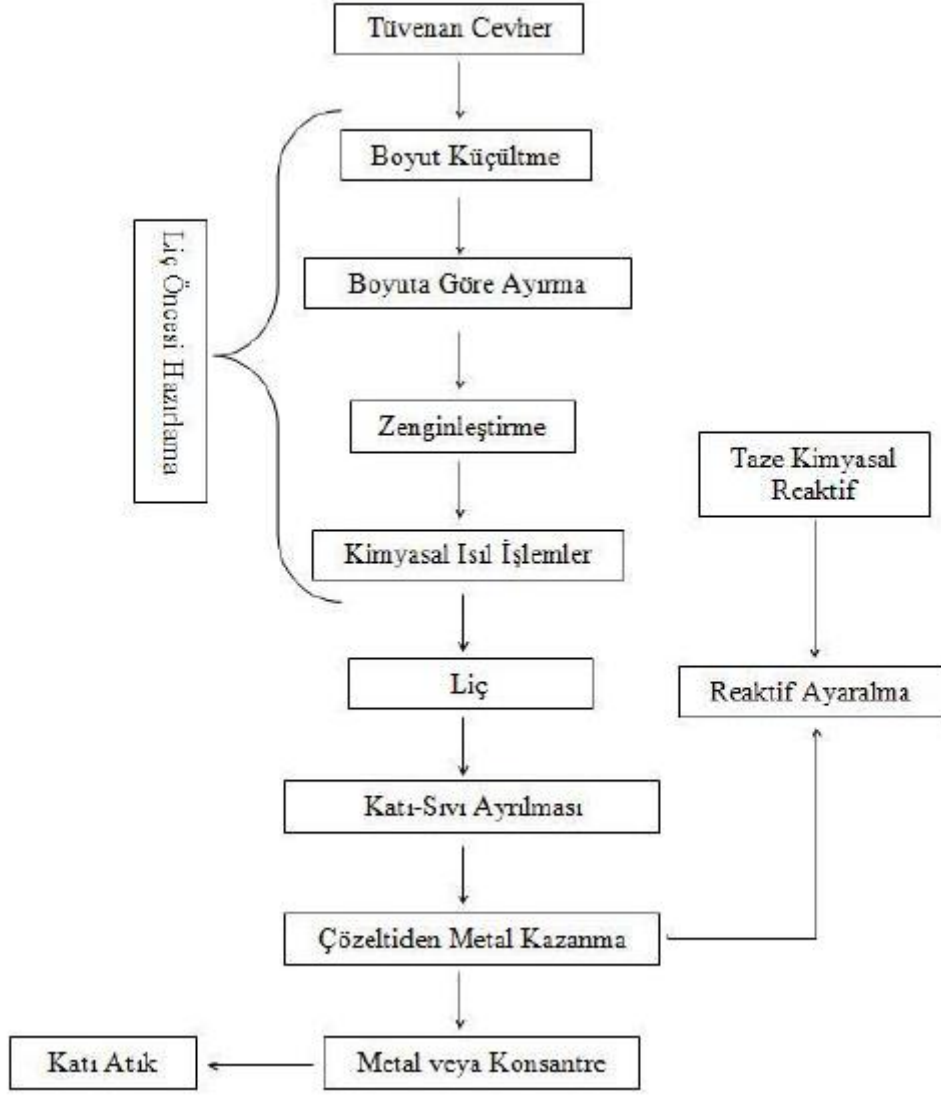 Tüvenan Cevher
Boyut Küçültme
Boyuta Göre Ayırma
Liç Öncesi Hazırlama
Zenginleştirme
Taze Kimyasal
Reaktif
Kimyasal Isıl İşlemler
Liç
Reaktif Ayaralma
Katı-Sıvı Ayrılması
Çözeltiden Metal Kazanma
Katı Atık
Metal veya Konsantre